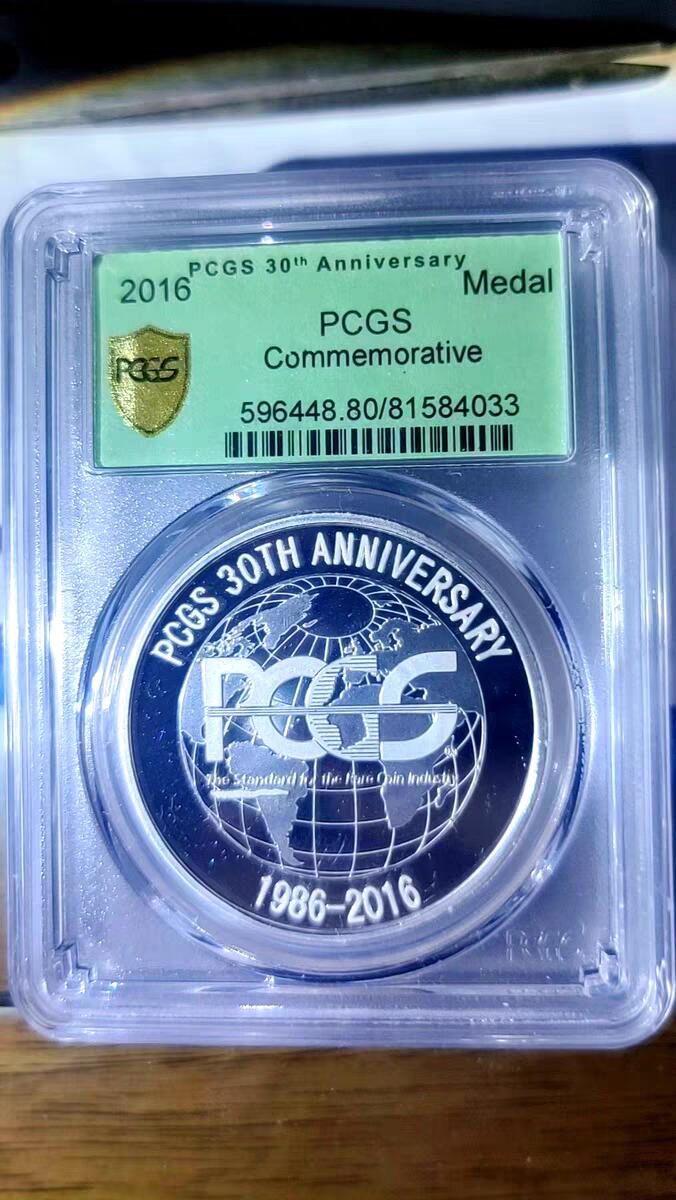 PCGS 30th Anniversary
2016 Medal
PCGS
PCGS
Commemorative
596448.80/81584033
PCGS 30TH ANNIVERSARY
PCGS
The Standard for the Rare Coin Industry
1986-2016
PCGS